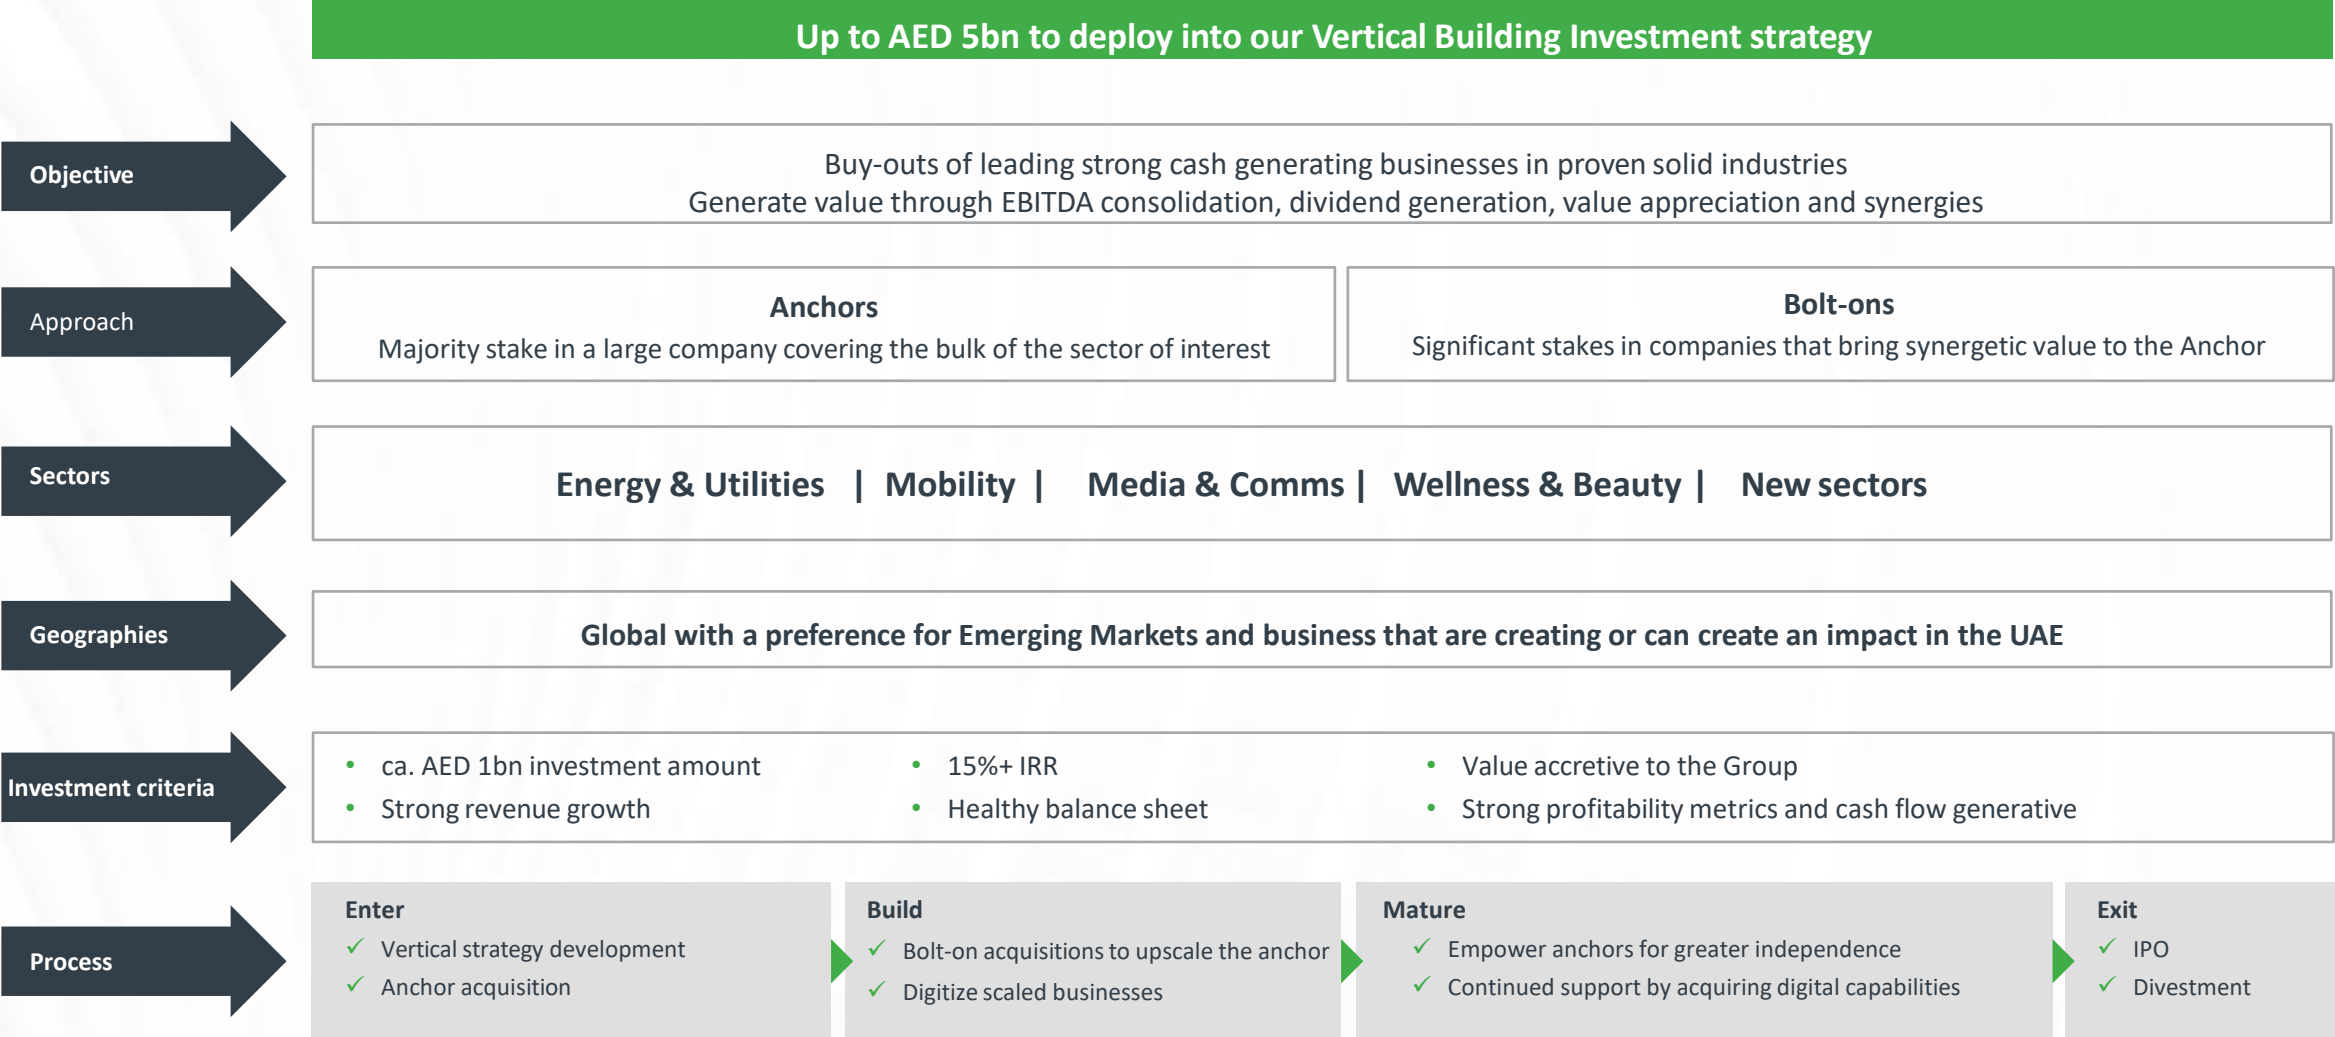 Up to AED 5bn to deploy into our Vertical Building Investment strategy
Objective
Buy-outs of leading strong cash generating businesses in proven solid industries
Generate value through EBITDA consolidation, dividend generation, value appreciation and synergies
Approach
Anchors
Majority stake in a large company covering the bulk of the sector of interest
Bolt-ons
Significant stakes in companies that bring synergetic value to the Anchor
Sectors
Energy & Utilities | Mobility | Media & Comms | Wellness & Beauty | New sectors
Geographies
Global with a preference for Emerging Markets and business that are creating or can create an impact in the UAE
Investment criteria
• ca. AED 1bn investment amount
• Strong revenue growth
• 15%+ IRR
• Healthy balance sheet
• Value accretive to the Group
• Strong profitability metrics and cash flow generative
Process
Enter
✓ Vertical strategy development
✓ Anchor acquisition
Build
✓ Bolt-on acquisitions to upscale the anchor
✓ Digitize scaled businesses
Mature
✓ Empower anchors for greater independence
✓ Continued support by acquiring digital capabilities
Exit
✓ IPO
✓ Divestment